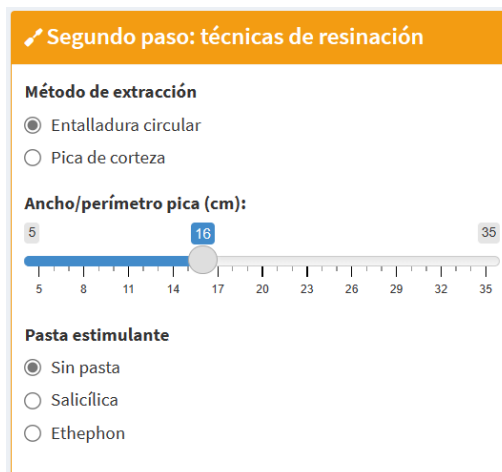 Segundo paso: técnicas de resinación
Método de extracción
Entalladura circular
Pica de corteza
Ancho/perímetro pica (cm):
5 16 35
5 8 11 14 17 20 23 26 29 32 35
Pasta estimulante
Sin pasta
Salicílica
Ethephon